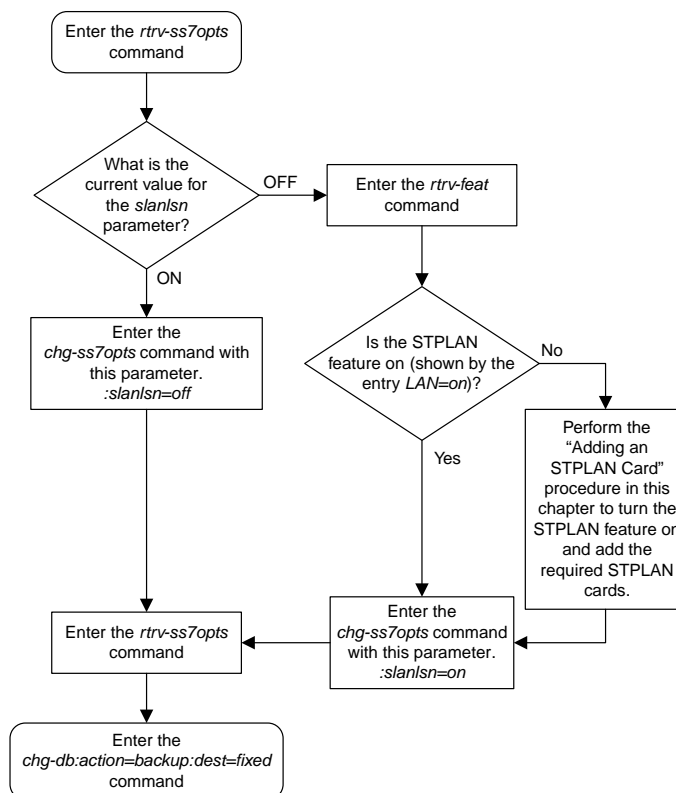 Enter the rtrv-ss7opts
command
What is the
current value for
the slanlsn
parameter?
OFF
Enter the rtrv-feat
command
ON
Enter the
chg-ss7opts command with
this parameter.
:slanlsn=off
Is the STPLAN
feature on (shown by the
entry LAN=on)?
No
Yes
Perform the
“Adding an
STPLAN Card”
procedure in this
chapter to turn the
STPLAN feature on
and add the
required STPLAN
cards.
Enter the
chg-ss7opts command
with this parameter.
:slanlsn=on
Enter the rtrv-ss7opts
command
Enter the
chg-db:action=backup:dest=fixed
command